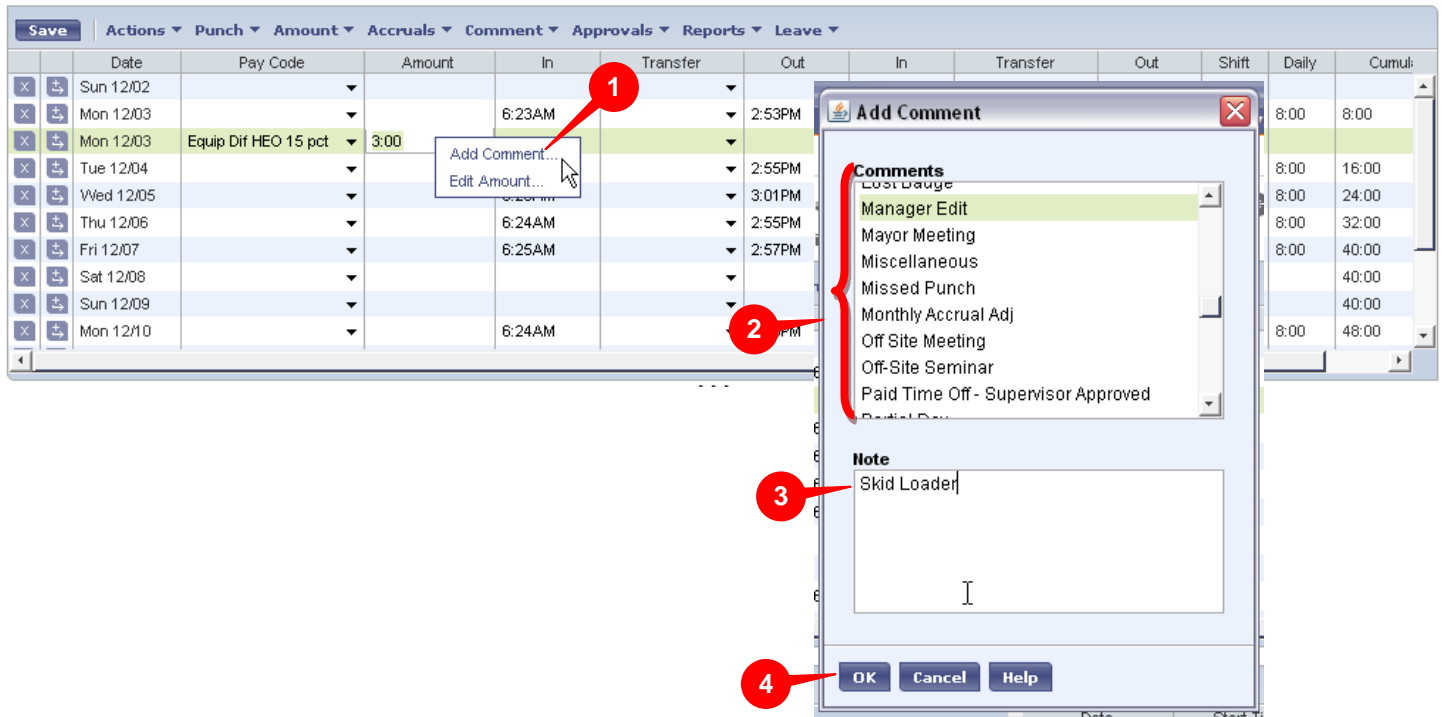 Save Actions Punch Amount Accruals Comment Approvals Reports Leave
Date Pay Code Amount In Transfer Out In Transfer Out Shift Daily Cumul
X Sun 12/02
X Mon 12/03 6:23AM 2:53PM 8:00 8:00
X Mon 12/03 Equip Dif HEO 15 pct 3:00
X Tue 12/04 2:55PM 8:00 16:00
X Wed 12/05 3:01PM 8:00 24:00
X Thu 12/06 6:24AM 2:55PM 8:00 32:00
X Fri 12/07 6:25AM 2:57PM 8:00 40:00
X Sat 12/08 40:00
X Sun 12/09 40:00
X Mon 12/10 6:24AM PM 8:00 48:00
1
Add Comment...
Edit Amount...
Add Comment
Comments
Lost Badge
Manager Edit
Mayor Meeting
Miscellaneous
Missed Punch
Monthly Accrual Adj
Off Site Meeting
Off-Site Seminar
Paid Time Off - Supervisor Approved
Partial Day
2
Note
Skid Loader
3
OK Cancel Help
4